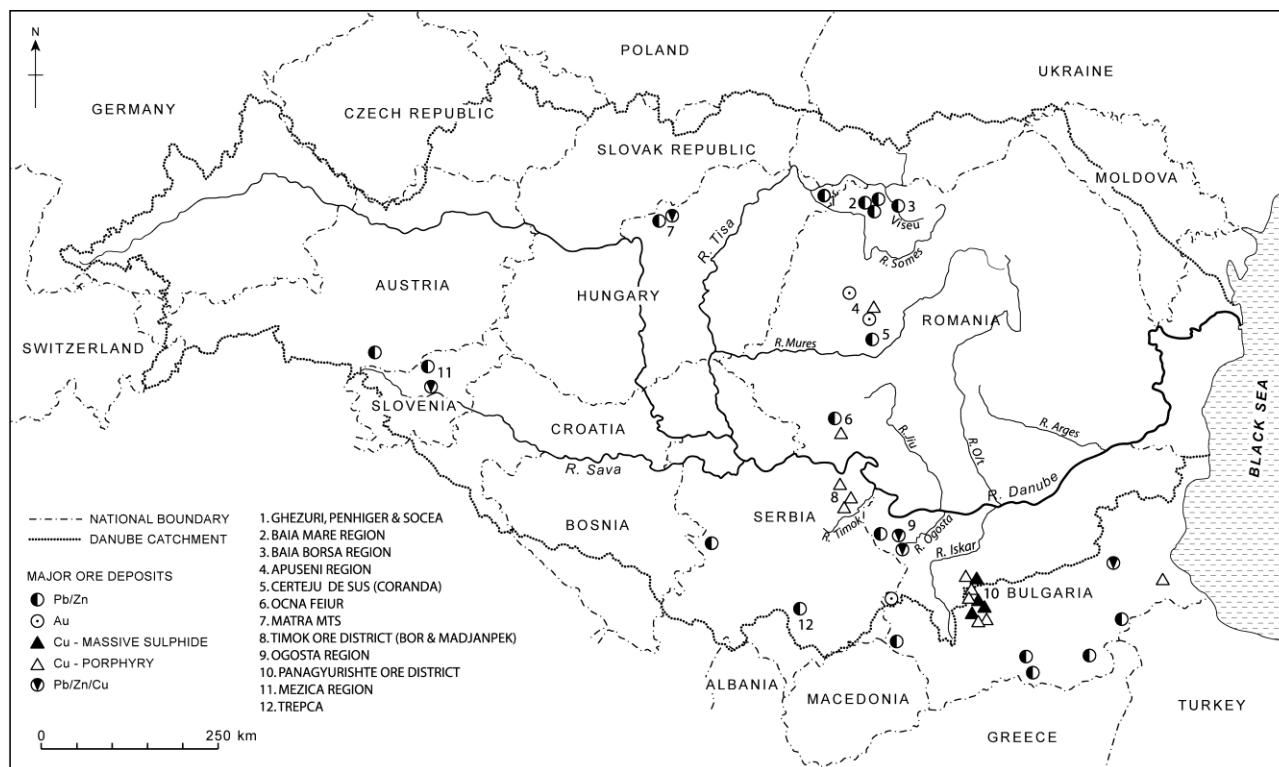 N
POLAND
UKRAINE
GERMANY
CZECH REPUBLIC
SLOVAK REPUBLIC
MOLDOVA
2
3
Viseu
7
R. Tisa
R. Somes
AUSTRIA
HUNGARY
4
ROMANIA
5
R. Mures
SWITZERLAND
11
SLOVENIA
CROATIA
6
R. Jiu
R. Olt
R. Arges
BLACK SEA
R. Sava
R. Danube
8
SERBIA
R. Timok
9
R. Ogosta
R. Iskar
BOSNIA
10
BULGARIA
12
ALBANIA
MACEDONIA
TURKEY
GREECE
NATIONAL BOUNDARY
DANUBE CATCHMENT
MAJOR ORE DEPOSITS
Pb/Zn
Au
Cu - MASSIVE SULPHIDE
Cu - PORPHYRY
Pb/Zn/Cu
0 250 km
1. GHEZURI, PENHIGER & SOCEA
2. BAIA MARE REGION
3. BAIA BORSA REGION
4. APUSENI REGION
5. CERTEJU DE SUS (CORANDA)
6. OCNA FEIUR
7. MATRA MTS
8. TIMOK ORE DISTRICT (BOR & MADJANPEK)
9. OGOSTA REGION
10. PANAGYURISHTE ORE DISTRICT
11. MEZICA REGION
12. TREPCA